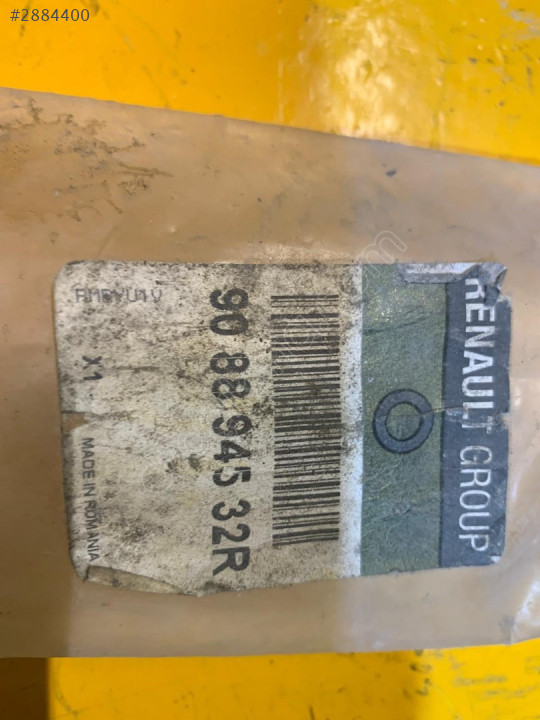 #2884400
RENAULT GROUP
90 88 945 32R
X1
MADE IN ROMANIA